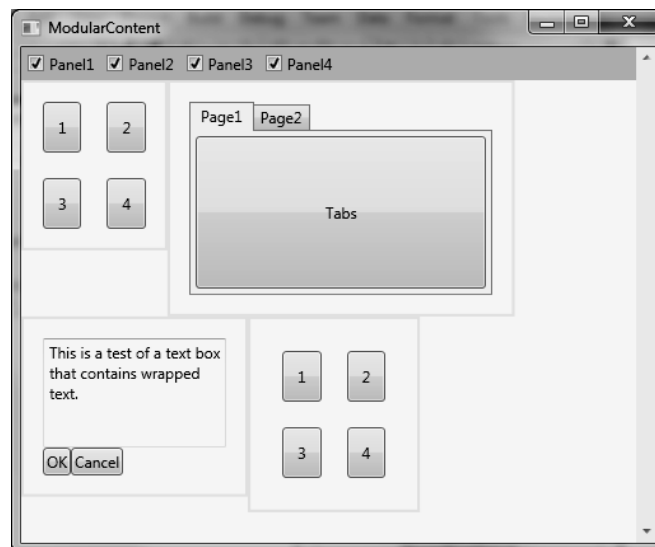 ModularContent
Panel1 Panel2 Panel3 Panel4
1 2
3 4
Page1 Page2
Tabs
This is a test of a text box
that contains wrapped
text.
OK Cancel
1 2
3 4